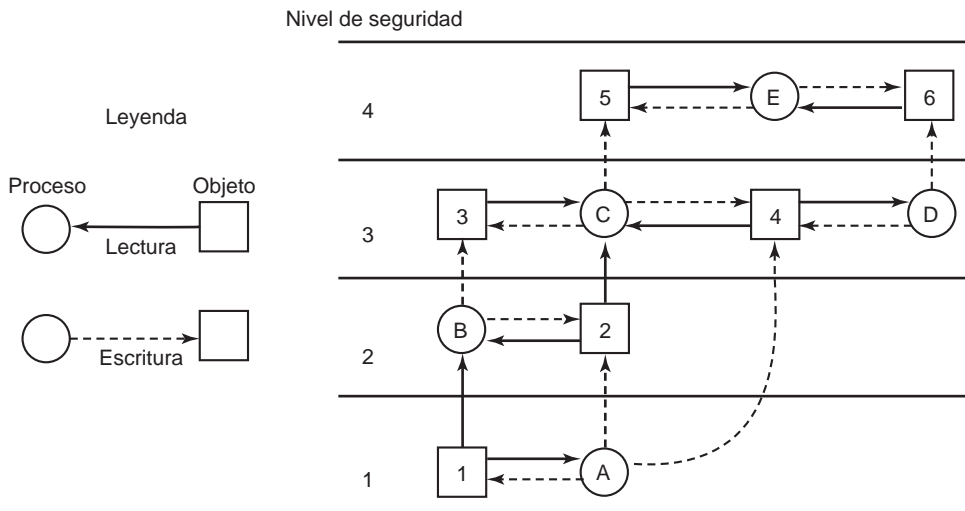 Nivel de seguridad
Leyenda
Proceso
Objeto
Lectura
Escritura
4
5
E
6
3
3
C
4
D
2
B
2
1
1
A